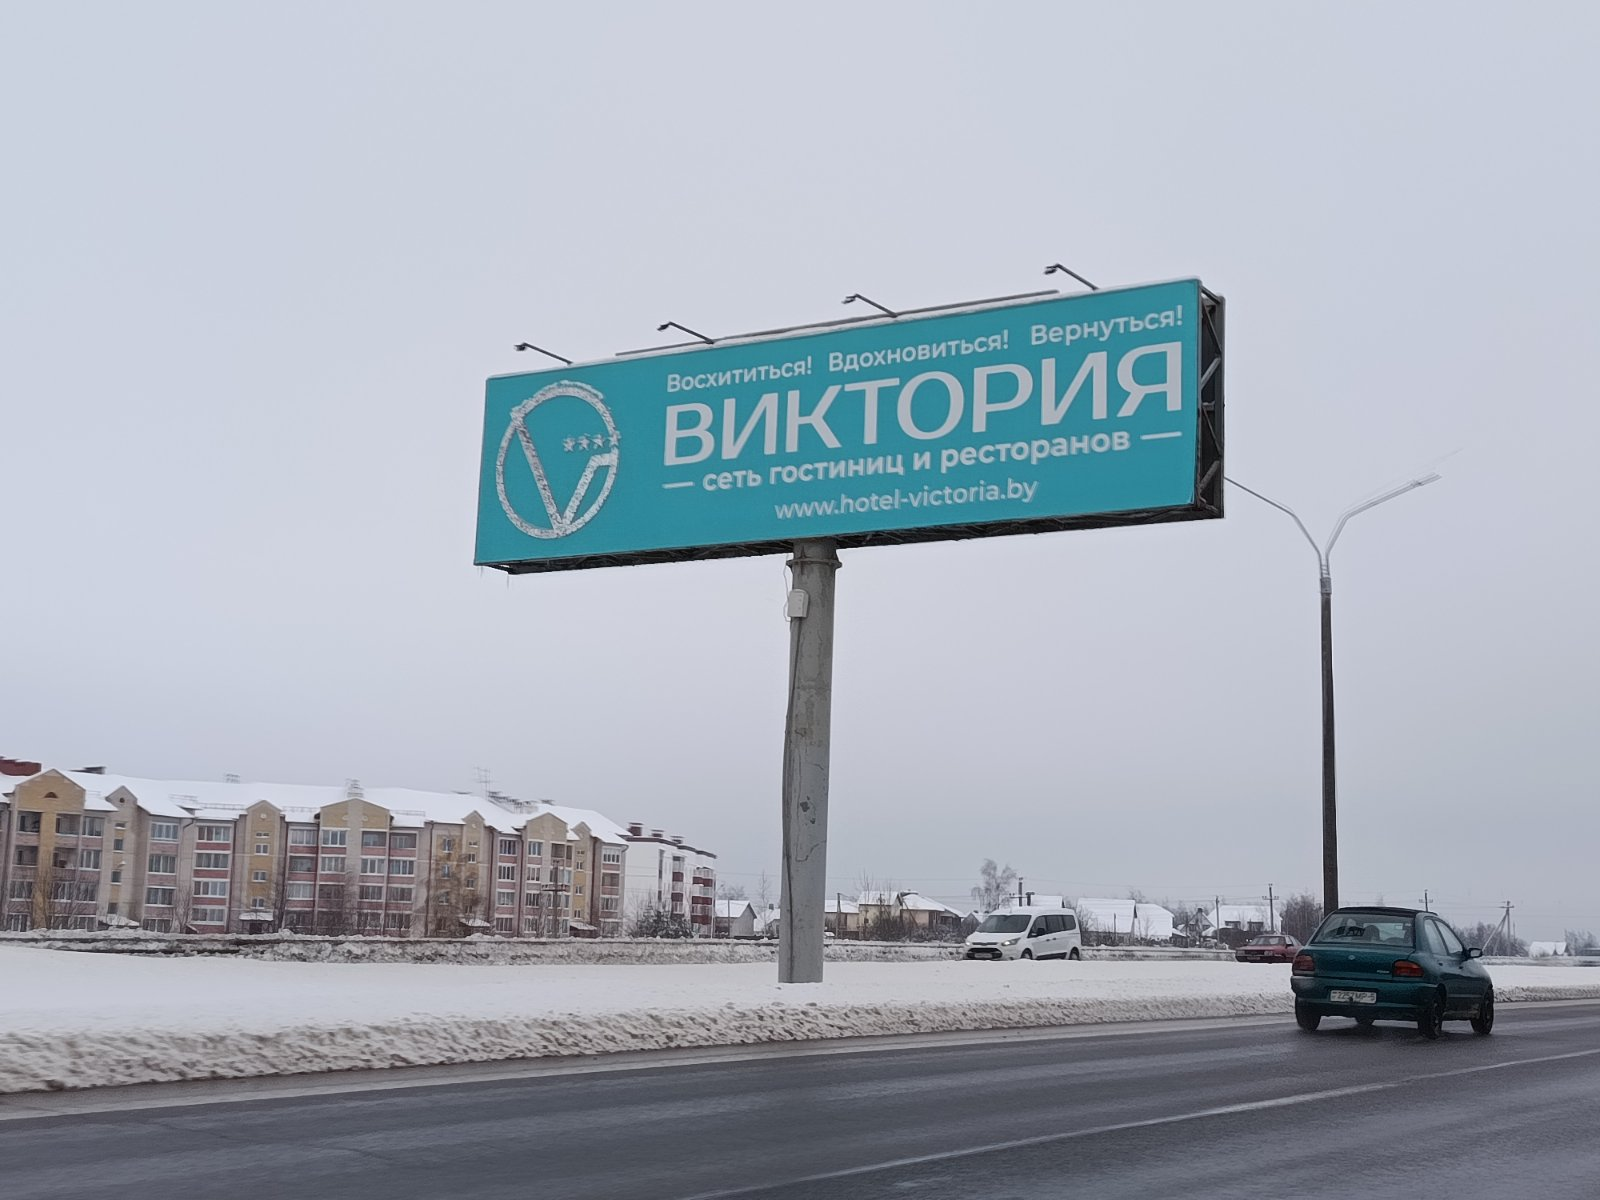 Восхититься! Вдохновиться! Вернуться!
ВИКТОРИЯ
— сеть гостиниц и ресторанов —
www.hotel-victoria.by